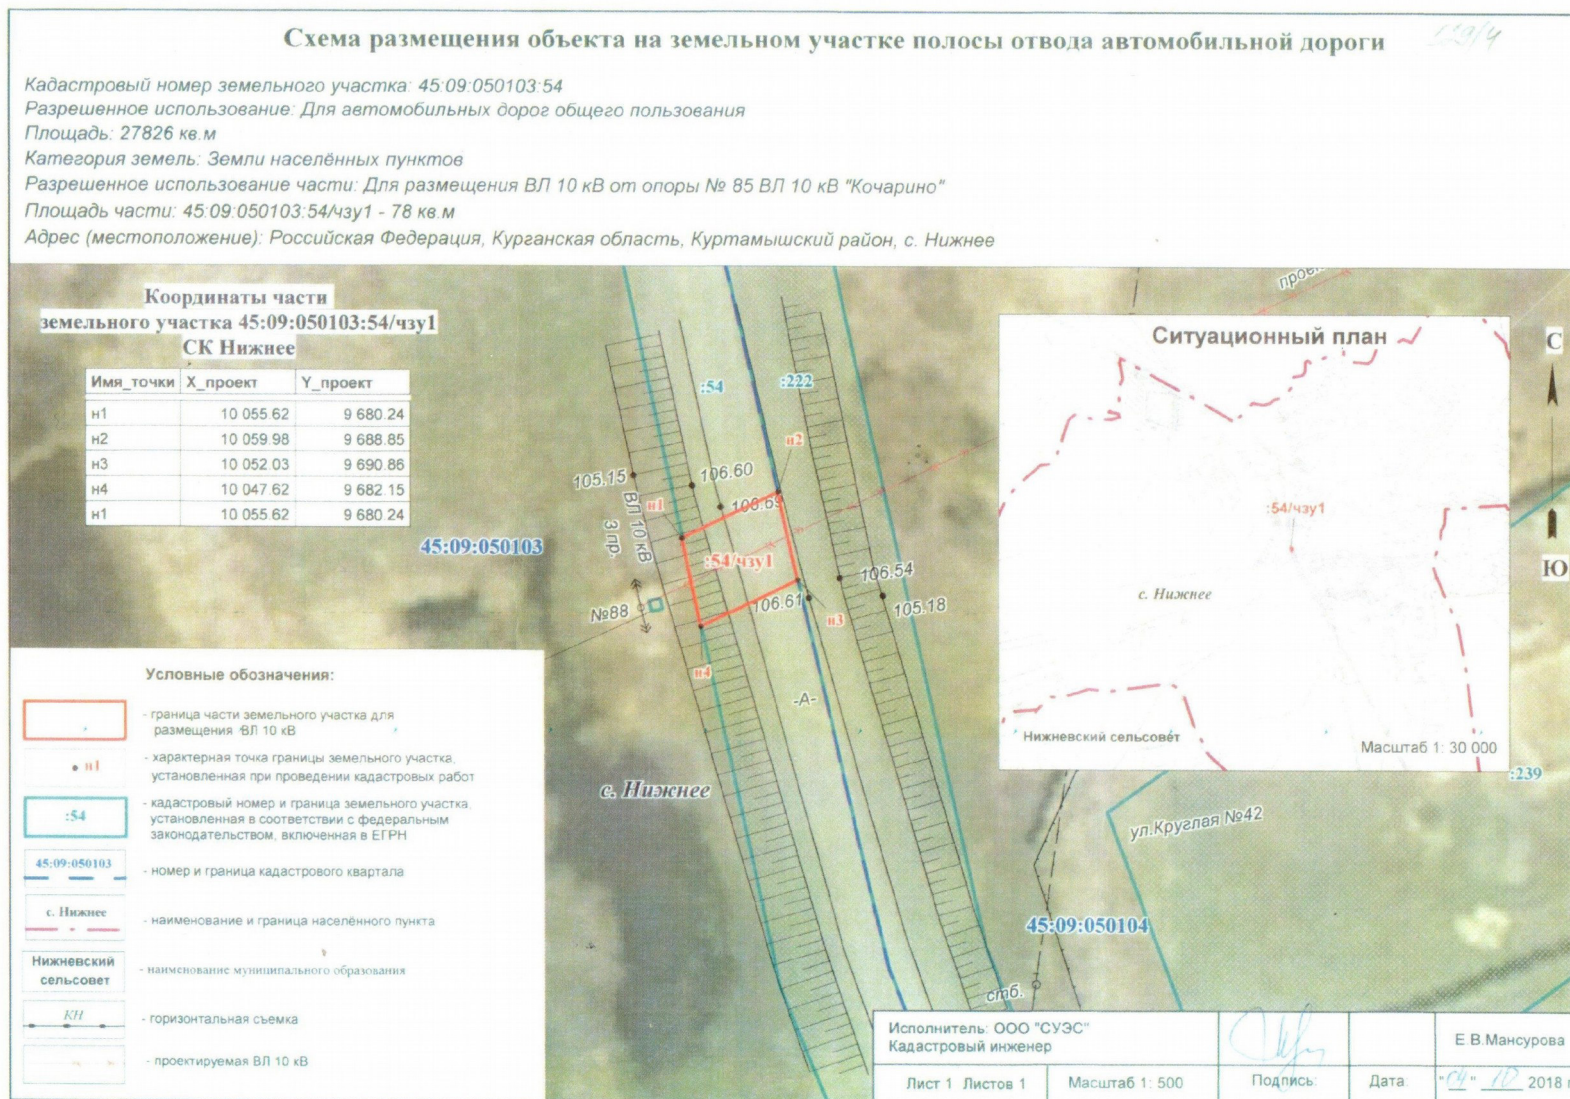 Схема размещения объекта на земельном участке полосы отвода автомобильной дороги
Кадастровый номер земельного участка: 45:09:050103:54
Разрешенное использование: Для автомобильных дорог общего пользования
Площадь: 27826 кв.м
Категория земель: Земли населённых пунктов
Разрешенное использование части: Для размещения ВЛ 10 кВ от опоры № 85 ВЛ 10 кВ "Кочарино"
Площадь части: 45:09:050103:54/чзу1 - 78 кв.м
Адрес (местоположение): Российская Федерация, Курганская область, Куртамышский район, с. Нижнее
Координаты части
земельного участка 45:09:050103:54/чзу1
СК Нижнее
Имя_точки X_проект Y_проект
н1 10 055.62 9 680.24
н2 10 059.98 9 688.85
н3 10 052.03 9 690.86
н4 10 047.62 9 682.15
н1 10 055.62 9 680.24
:54
:222
н2
105.15
106.60
н1
106.69
ВЛ 10 кВ
3 пр.
45:09:050103
:54/чзу1
106.54
№88
106.61
105.18
н3
н4
-А-
с. Нижнее
Ситуационный план
:54/чзу1
с. Нижнее
Нижневский сельсовет
Масштаб 1: 30 000
С
Ю
:239
ул.Круглая №42
45:09:050104
стб.
Условные обозначения:
- граница части земельного участка для
размещения ВЛ 10 кВ
н1
- характерная точка границы земельного участка,
установленная при проведении кадастровых работ
:54
- кадастровый номер и граница земельного участка,
установленная в соответствии с федеральным
законодательством, включенная в ЕГРН
45:09:050103
- номер и граница кадастрового квартала
с. Нижнее
- наименование и граница населённого пункта
Нижневский
сельсовет
- наименование муниципального образования
КН
- горизонтальная съемка
- проектируемая ВЛ 10 кВ
Исполнитель: ООО "СУЭС"
Кадастровый инженер
Е.В.Мансурова
Лист 1 Листов 1
Масштаб 1: 500
Подпись:
Дата
"04" 10 2018 г